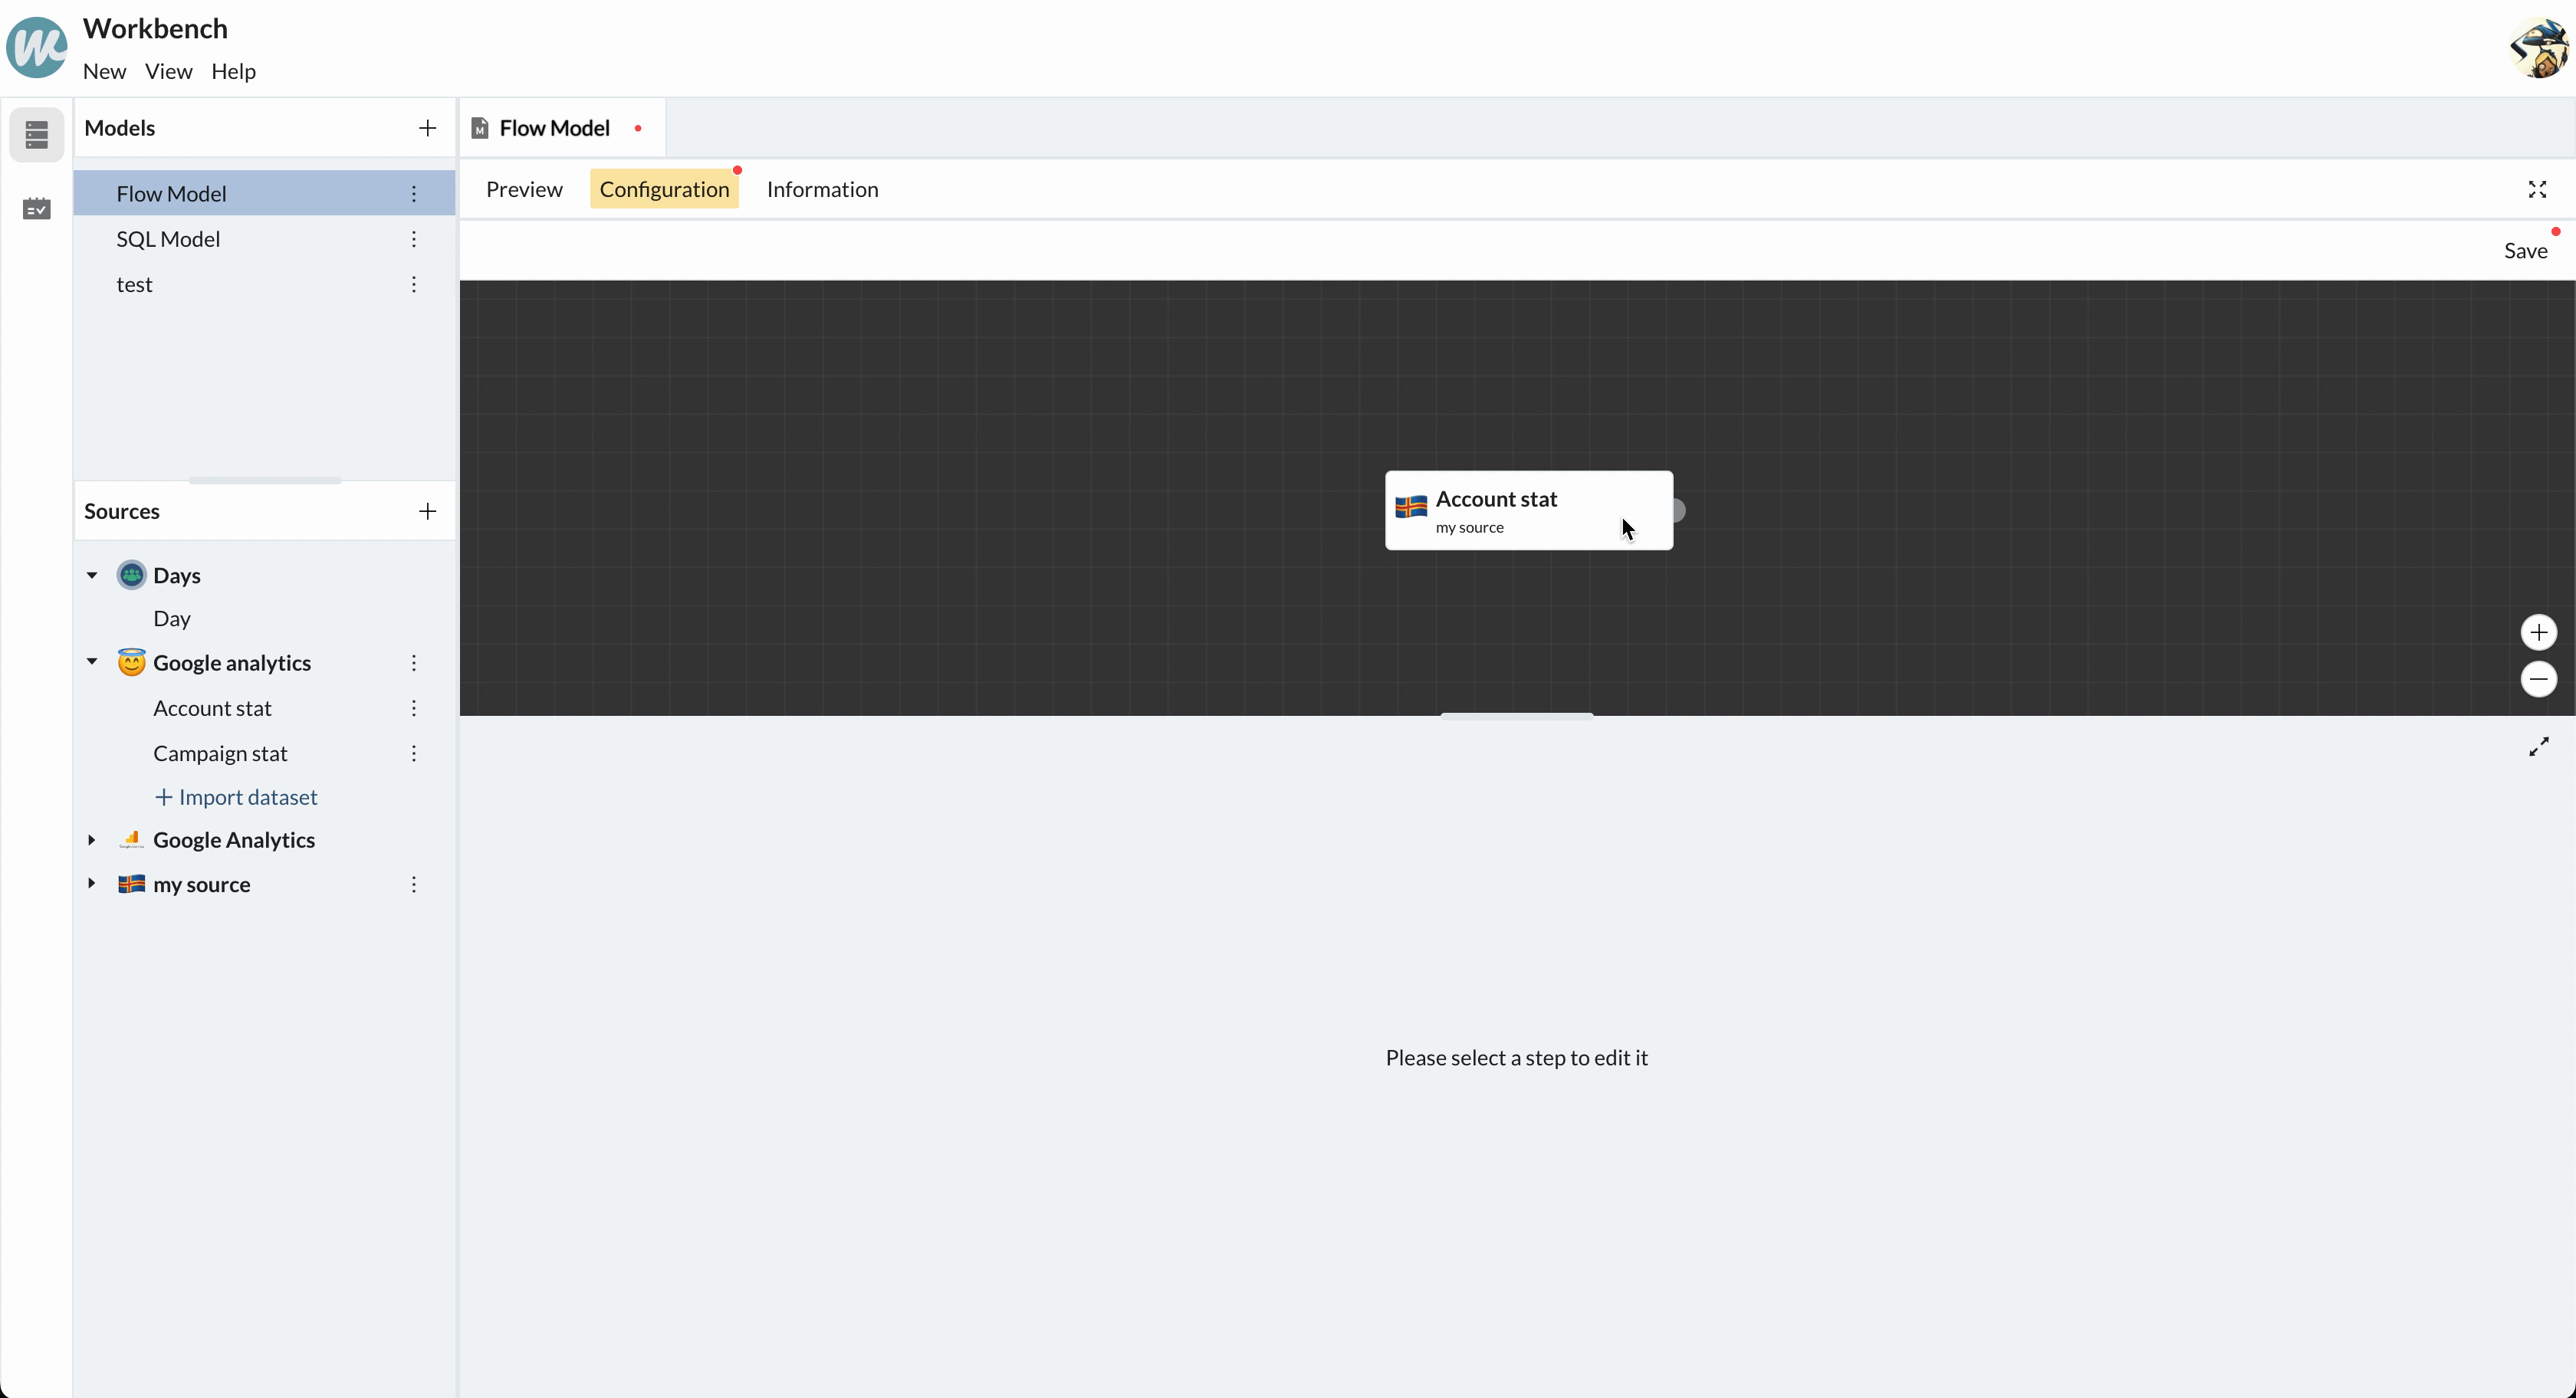 Workbench
New View Help
Models
Flow Model
SQL Model
test
Sources
Days
Day
Google analytics
Account stat
Campaign stat
Import dataset
Google Analytics
my source
Flow Model
Preview Configuration Information
Save
Account stat
my source
Please select a step to edit it